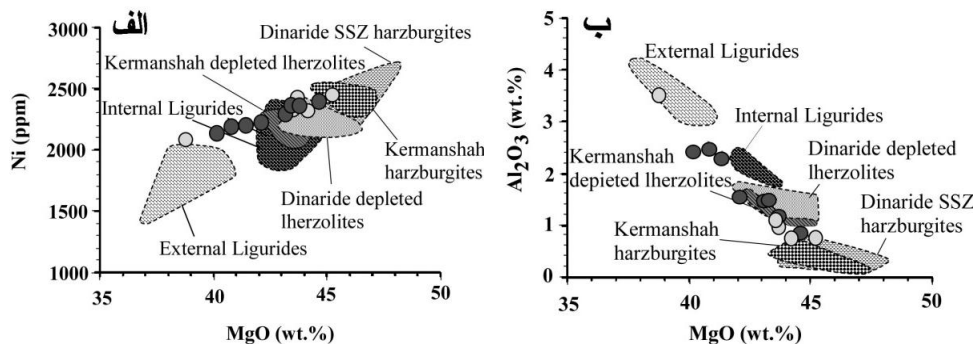 الف
3000
2500
2000
1500
1000
Ni (ppm)
35
40
45
50
MgO (wt.%)
Dinaride SSZ
harzburgites
Kermanshah depleted lherzolites
Internal Ligurides
Kermanshah
harzburgites
Dinaride depleted
lherzolites
External Ligurides
ب
5
4
3
2
1
0
Al2O3 (wt.%)
35
40
45
50
MgO (wt.%)
External Ligurides
Internal Ligurides
Dinaride depleted
lherzolites
Kermanshah
depleted lherzolites
Dinaride SSZ
harzburgites
Kermanshah
harzburgites